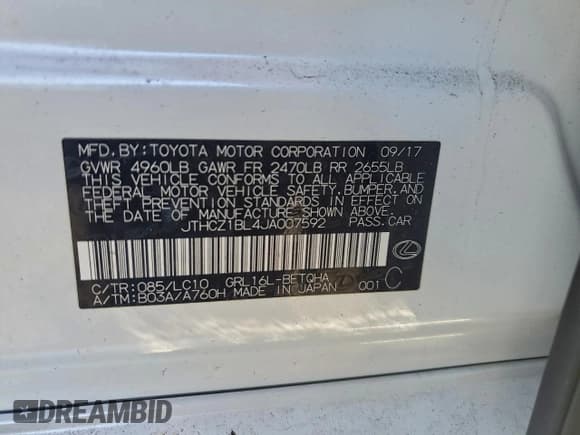 MFD.BY:TOYOTA MOTOR CORPORATION 09/17
GVWR 4960LB GAWR FR 2470LB RR 2655LB
THIS VEHICLE CONFORMS TO ALL APPLICABLE
FEDERAL MOTOR VEHICLE SAFETY,BUMPER,AND
THEFT PREVENTION STANDARDS IN EFFECT ON
THE DATE OF MANUFACTURE SHOWN ABOVE.
JTHCZ1BL4JA007592 PASS.CAR
C/TR:085/LC10 GRL16L-BETQHA
A/TM:B03A/A760H MADE IN JAPAN 001 C
DREAMBID